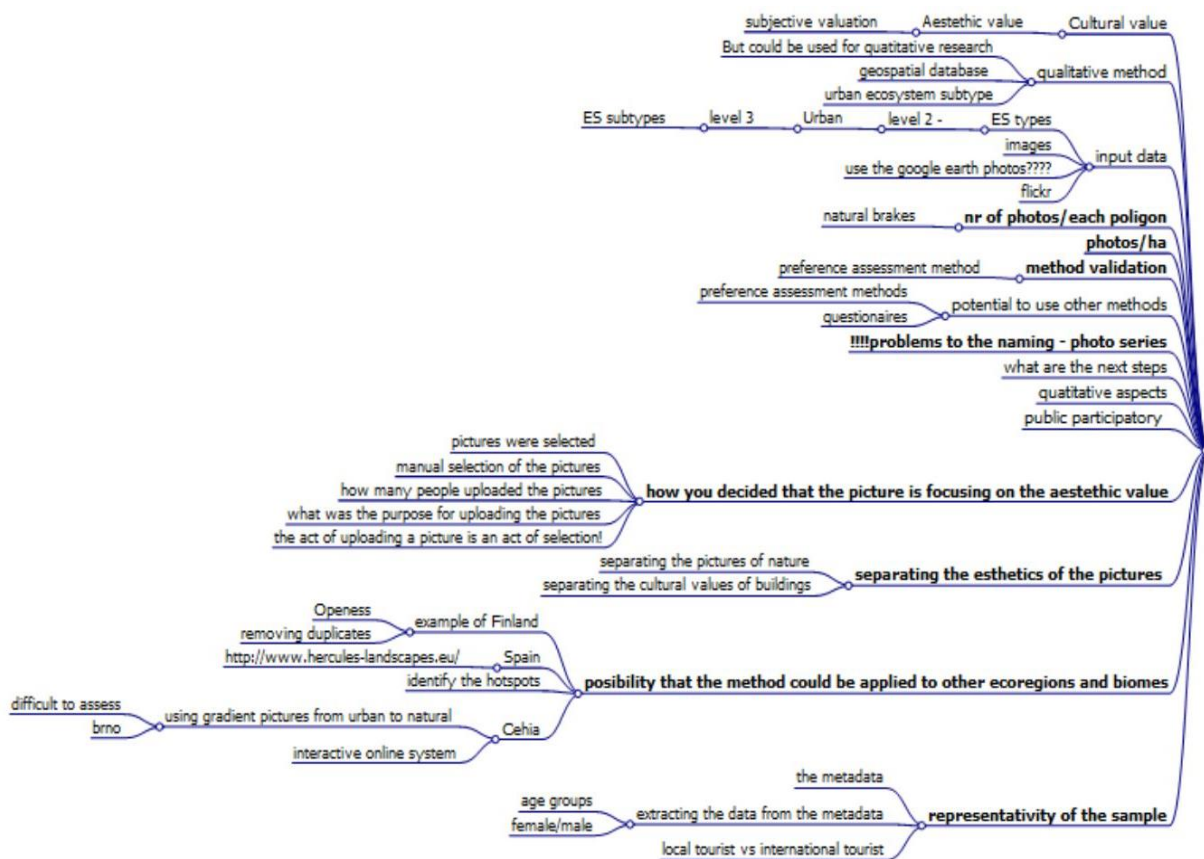 subjective valuation Aestethic value Cultural value
But could be used for quatitative research
geospatial database qualitative method
urban ecosystem subtype
ES subtypes level 3 Urban level 2 - ES types
images
input data
use the google earth photos????
flickr
natural brakes nr of photos/each poligon
photos/ha
preference assessment method method validation
preference assessment methods
potential to use other methods
questionaires
!!!!problems to the naming - photo series
what are the next steps
quatitative aspects
public participatory
pictures were selected
manual selection of the pictures
how many people uploaded the pictures how you decided that the picture is focusing on the aestethic value
what was the purpose for uploading the pictures
the act of uploading a picture is an act of selection!
separating the pictures of nature
separating the esthetics of the pictures
separating the cultural values of buildings
Openess
example of Finland
removing duplicates
http://www.hercules-landscapes.eu/ Spain
identify the hotspots posibility that the method could be applied to other ecoregions and biomes
difficult to assess
using gradient pictures from urban to natural
brno
Cehia
interactive online system
the metadata
age groups
extracting the data from the metadata representativity of the sample
female/male
local tourist vs international tourist